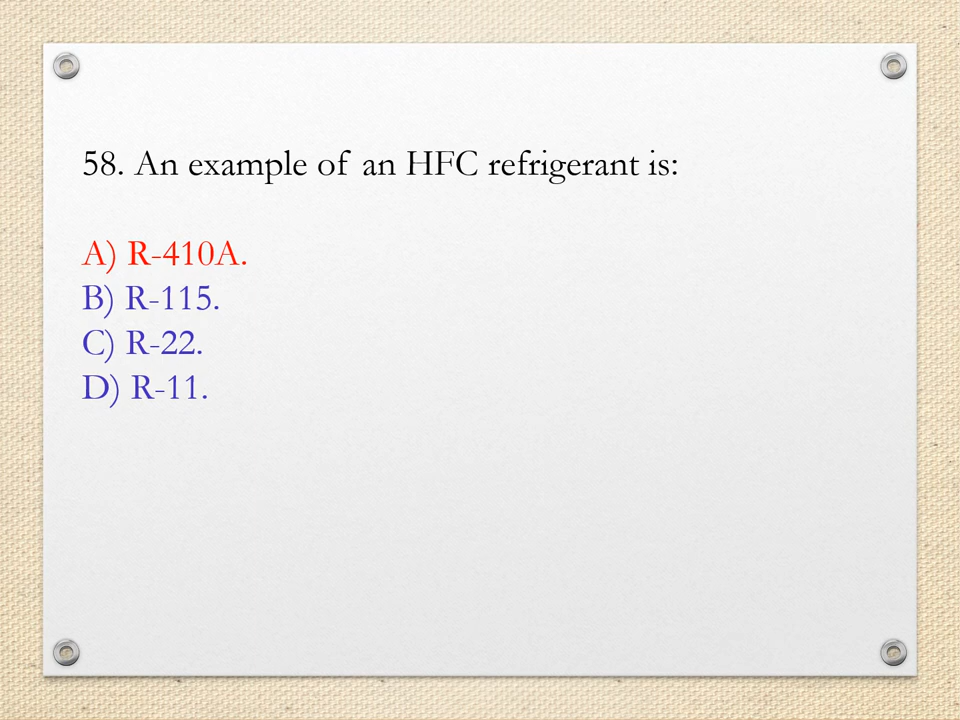 58. An example of an HFC refrigerant is:
A) R-410A.
B) R-115.
C) R-22.
D) R-11.